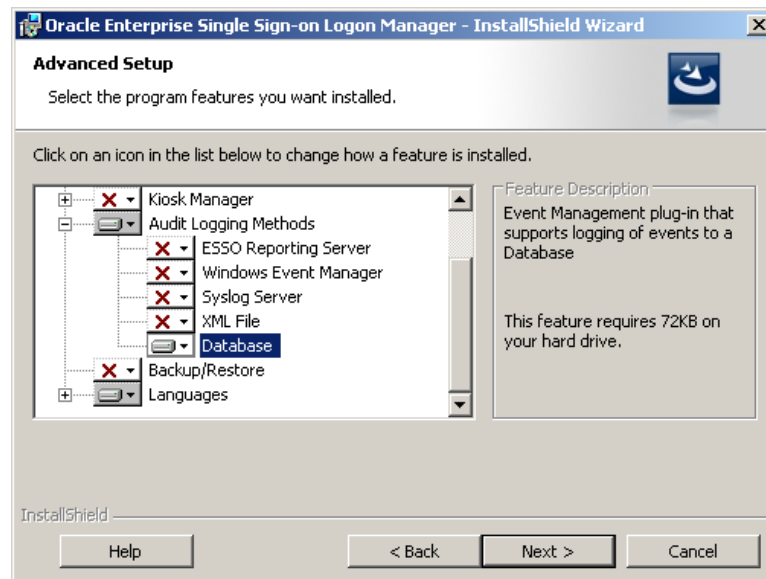 Oracle Enterprise Single Sign-on Logon Manager - InstallShield Wizard
Advanced Setup
Select the program features you want installed.
Click on an icon in the list below to change how a feature is installed.
Kiosk Manager
Audit Logging Methods
ESSO Reporting Server
Windows Event Manager
Syslog Server
XML File
Database
Backup/Restore
Languages
Feature Description
Event Management plug-in that
supports logging of events to a
Database
This feature requires 72KB on
your hard drive.
InstallShield
Help
< Back
Next >
Cancel